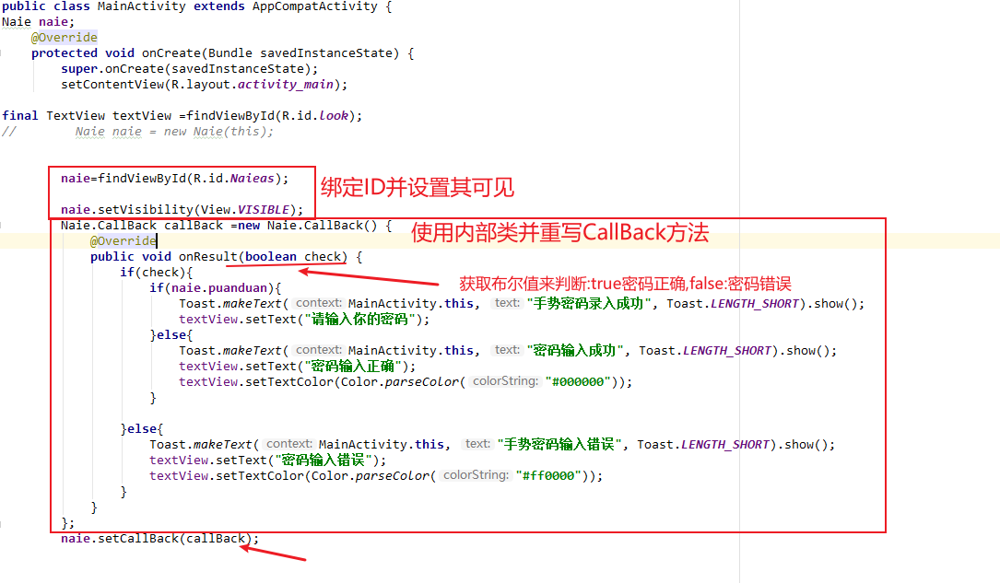 public class MainActivity extends AppCompatActivity {
Naie naie;
@Override
protected void onCreate(Bundle savedInstanceState) {
super.onCreate(savedInstanceState);
setContentView(R.layout.activity_main);
final TextView textView =findViewById(R.id.look);
// Naie naie = new Naie(this);
naie=findViewById(R.id.Naieas);
绑定ID并设置其可见
naie.setVisibility(View.VISIBLE);
Naie.CallBack callBack =new Naie.CallBack() {
使用内部类并重写CallBack方法
@Override
public void onResult(boolean check) {
if(check){
获取布尔值来判断:true密码正确,false:密码错误
if(naie.puanduan){
Toast.makeText( context: MainActivity.this, text: "手势密码录入成功", Toast.LENGTH_SHORT).show();
textView.setText("请输入你的密码");
}else{
Toast.makeText( context: MainActivity.this, text: "密码输入成功", Toast.LENGTH_SHORT).show();
textView.setText("密码输入正确");
textView.setTextColor(Color.parseColor( colorString: "#000000"));
}
}else{
Toast.makeText( context: MainActivity.this, text: "手势密码输入错误", Toast.LENGTH_SHORT).show();
textView.setText("密码输入错误");
textView.setTextColor(Color.parseColor( colorString: "#ff0000"));
}
}
};
naie.setCallBack(callBack);